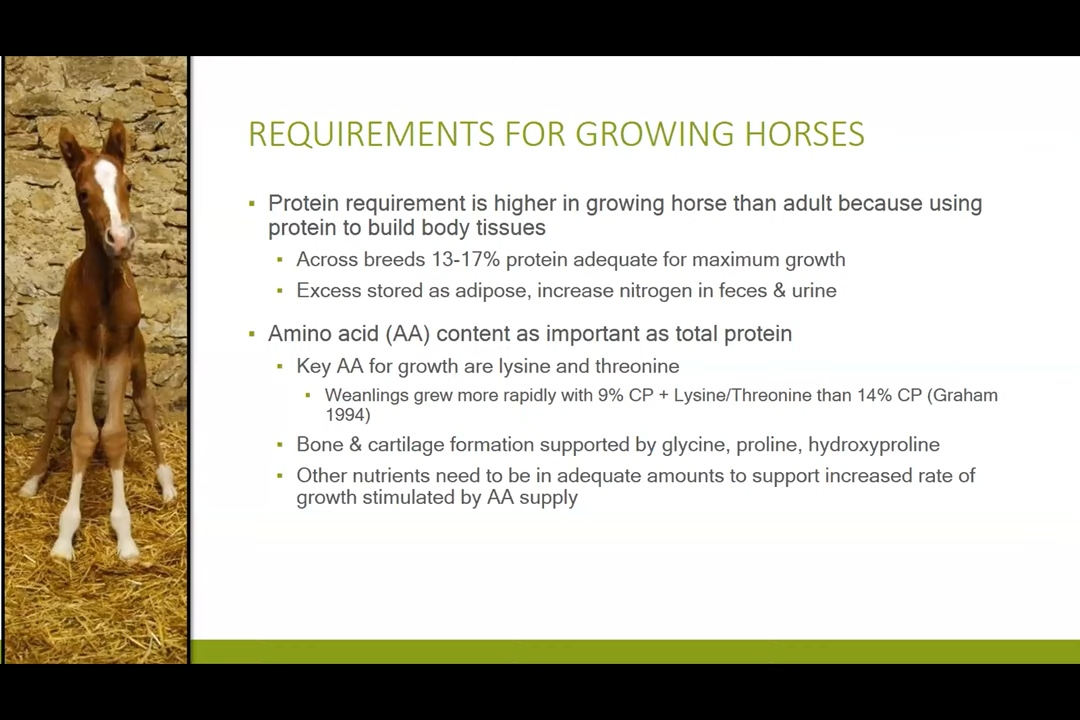 REQUIREMENTS FOR GROWING HORSES
▪ Protein requirement is higher in growing horse than adult because using
protein to build body tissues
▪ Across breeds 13-17% protein adequate for maximum growth
▪ Excess stored as adipose, increase nitrogen in feces & urine
▪ Amino acid (AA) content as important as total protein
▪ Key AA for growth are lysine and threonine
▪ Weanlings grew more rapidly with 9% CP + Lysine/Threonine than 14% CP (Graham
1994)
▪ Bone & cartilage formation supported by glycine, proline, hydroxyproline
▪ Other nutrients need to be in adequate amounts to support increased rate of
growth stimulated by AA supply